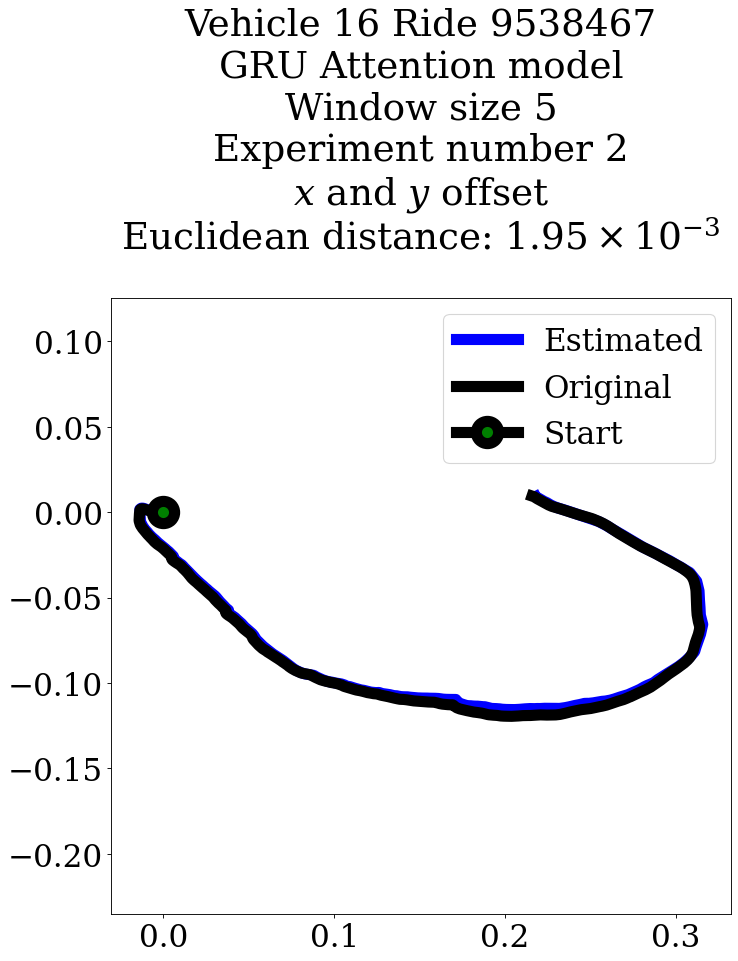 Vehicle 16 Ride 9538467
GRU Attention model
Window size 5
Experiment number 2
x and y offset
Euclidean distance: 1.95 × 10⁻³
Estimated
Original
Start
0.10
0.05
0.00
−0.05
−0.10
−0.15
−0.20
0.0 0.1 0.2 0.3